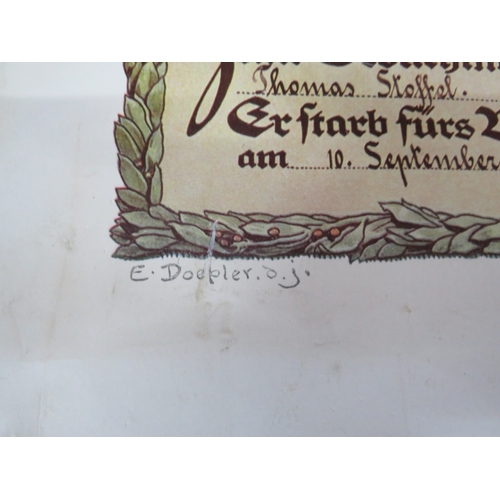 Thomas Stoffel.
Er starb fürs
am 10. September
E. Doepler. d. j.